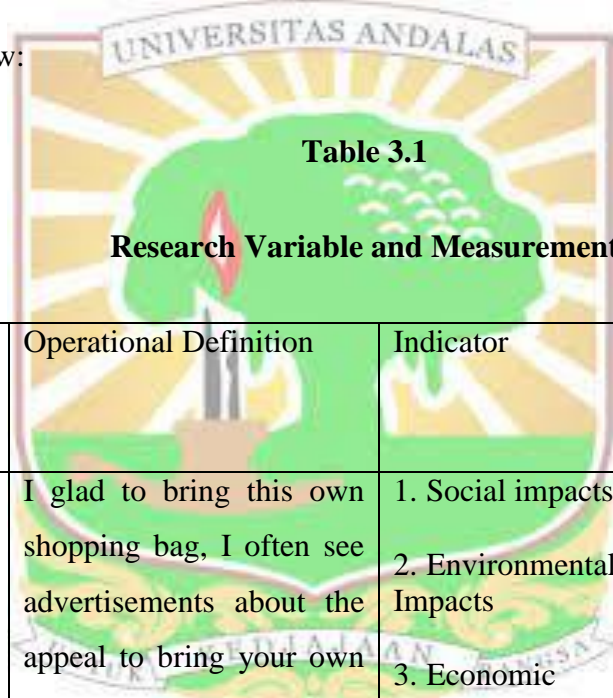 UNIVERSITAS ANDALAS
w:
Table 3.1
Research Variable and Measurement
Operational Definition
Indicator
I glad to bring this own
shopping bag, I often see
advertisements about the
appeal to bring your own
1. Social impacts
2. Environmental
Impacts
3. Economic
BANGSA